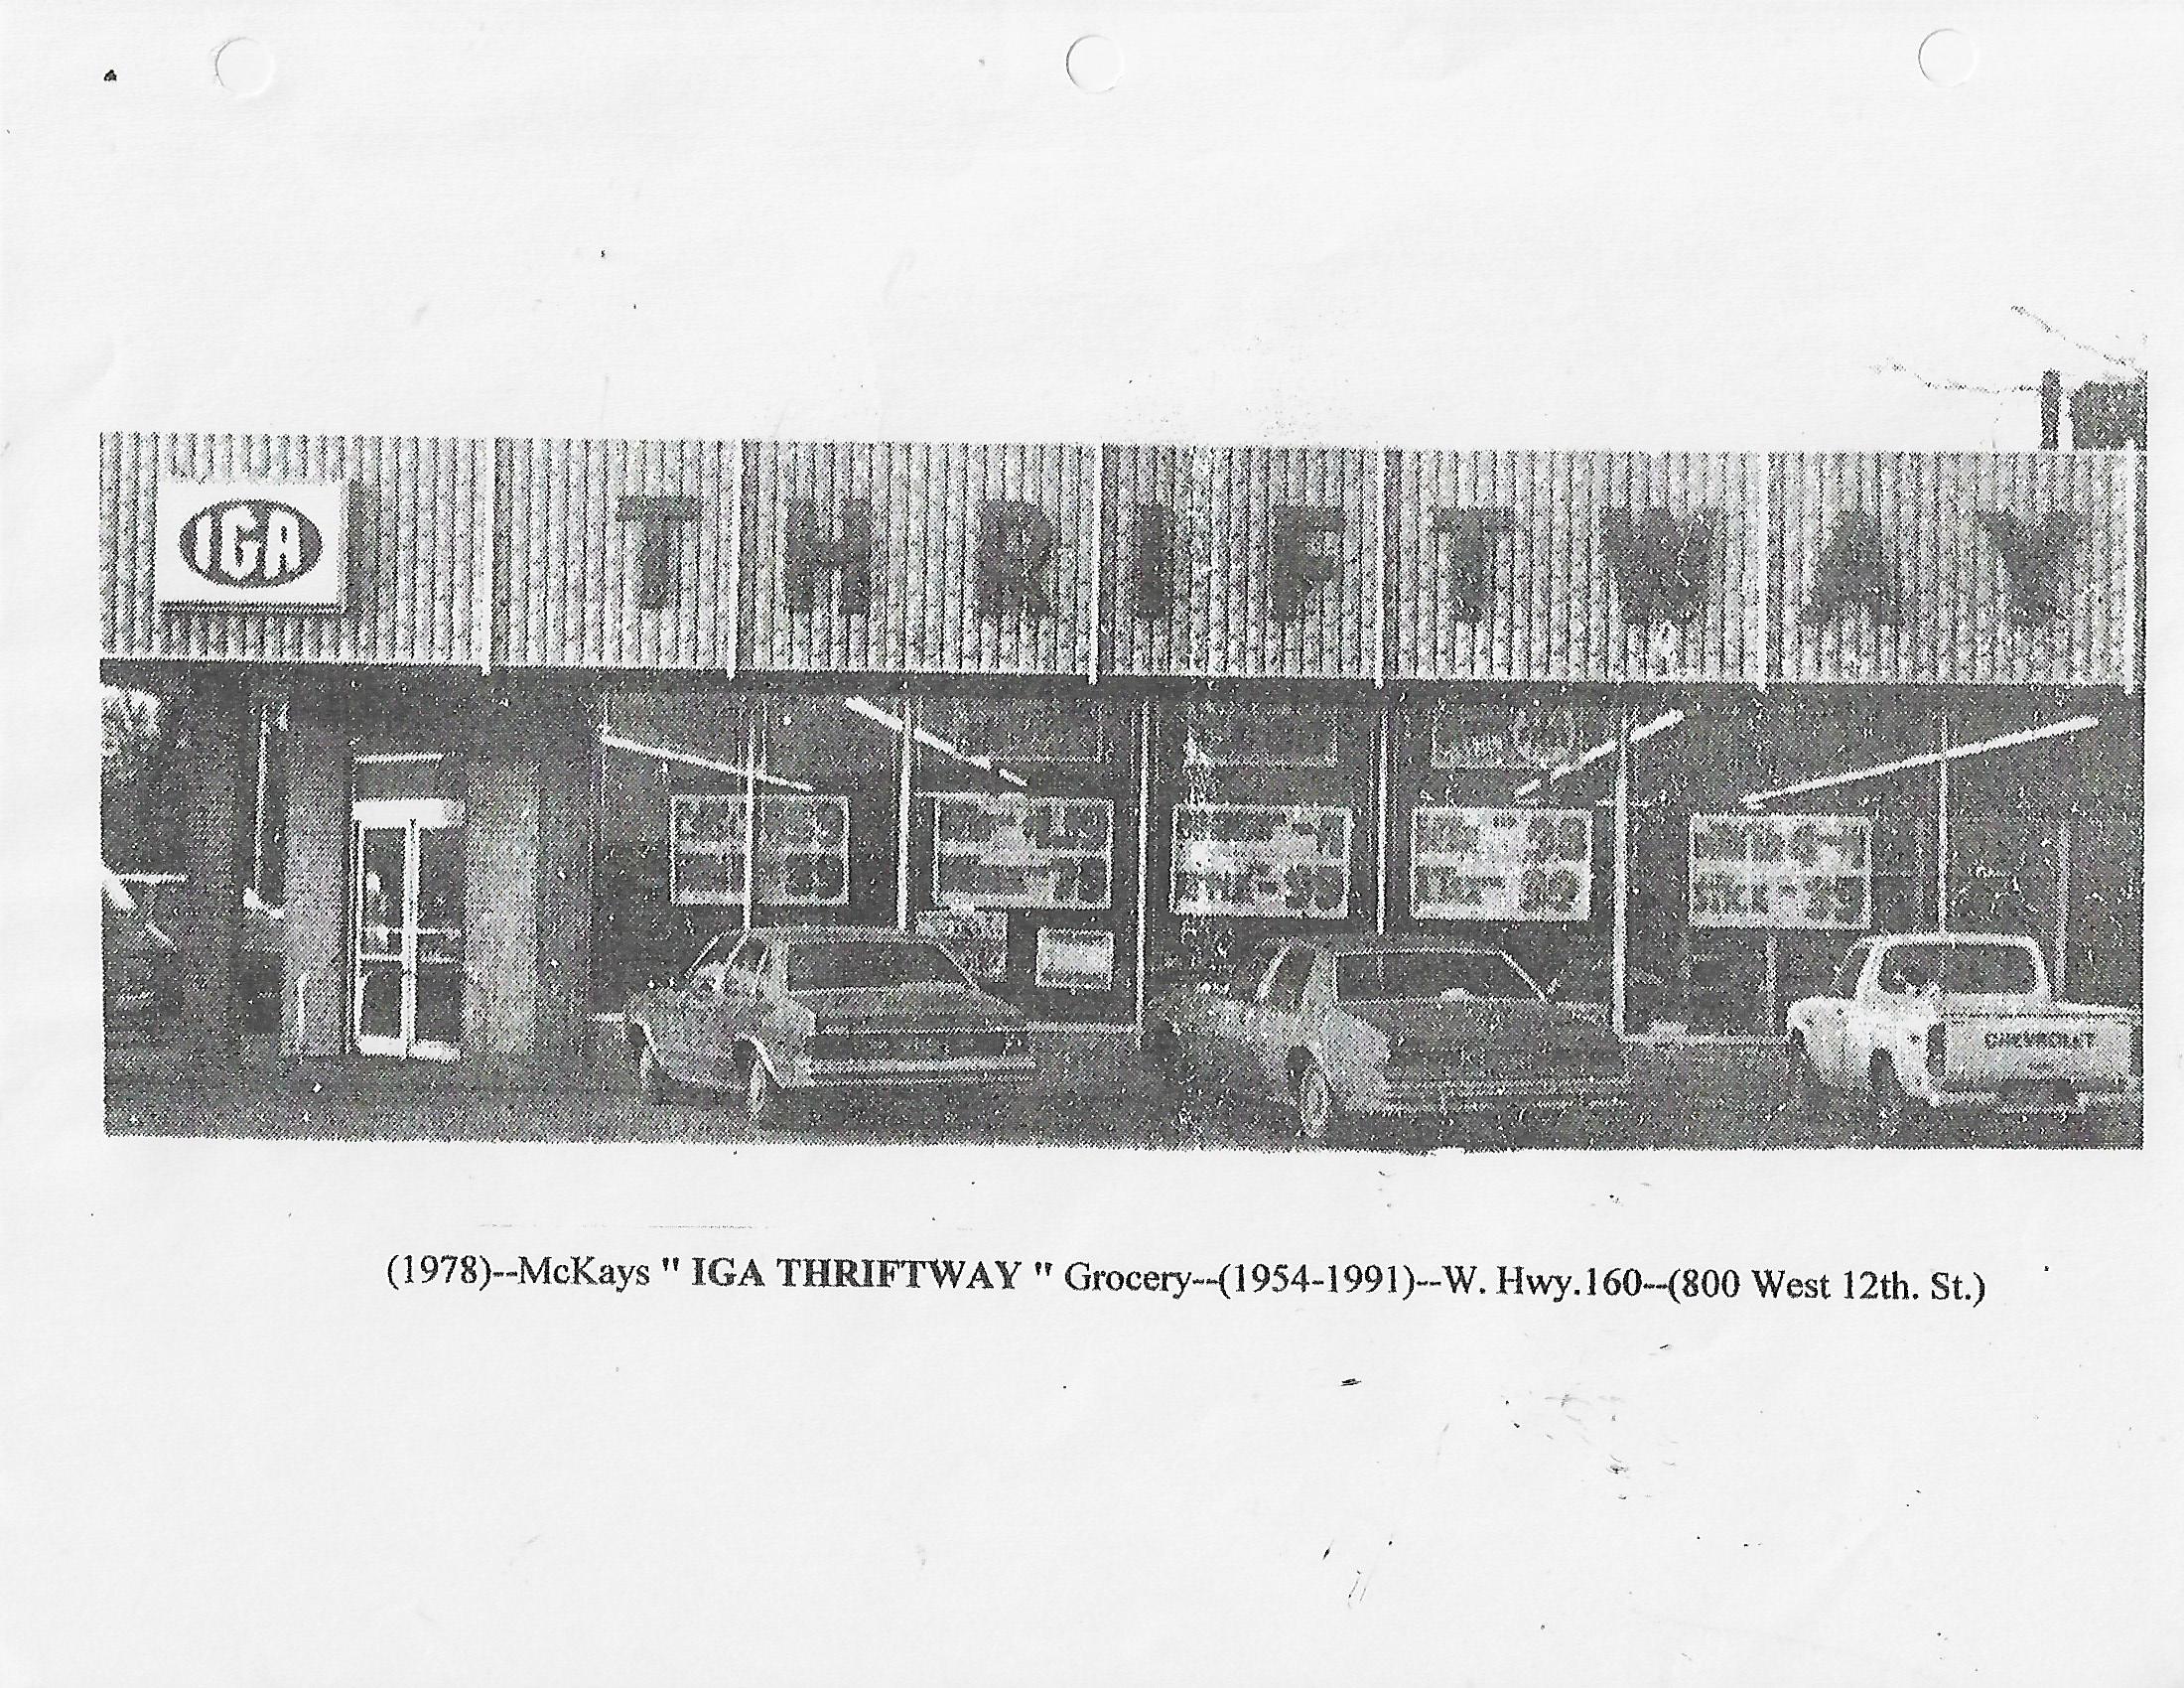 IGA
THRIFTWAY
CHEVROLET
(1978)--McKays " IGA THRIFTWAY " Grocery--(1954-1991)--W. Hwy.160--(800 West 12th. St.)